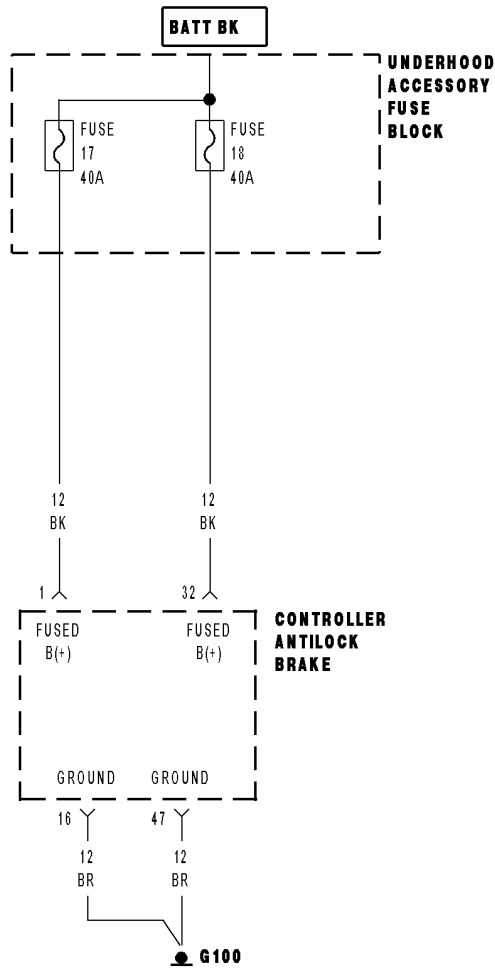 BATT BK
UNDERHOOD
ACCESSORY
FUSE
BLOCK
FUSE
17
40A
FUSE
18
40A
12
BK
12
BK
1
32
CONTROLLER
ANTILOCK
BRAKE
FUSED
B(+)
FUSED
B(+)
GROUND
GROUND
16
47
12
BR
12
BR
G100